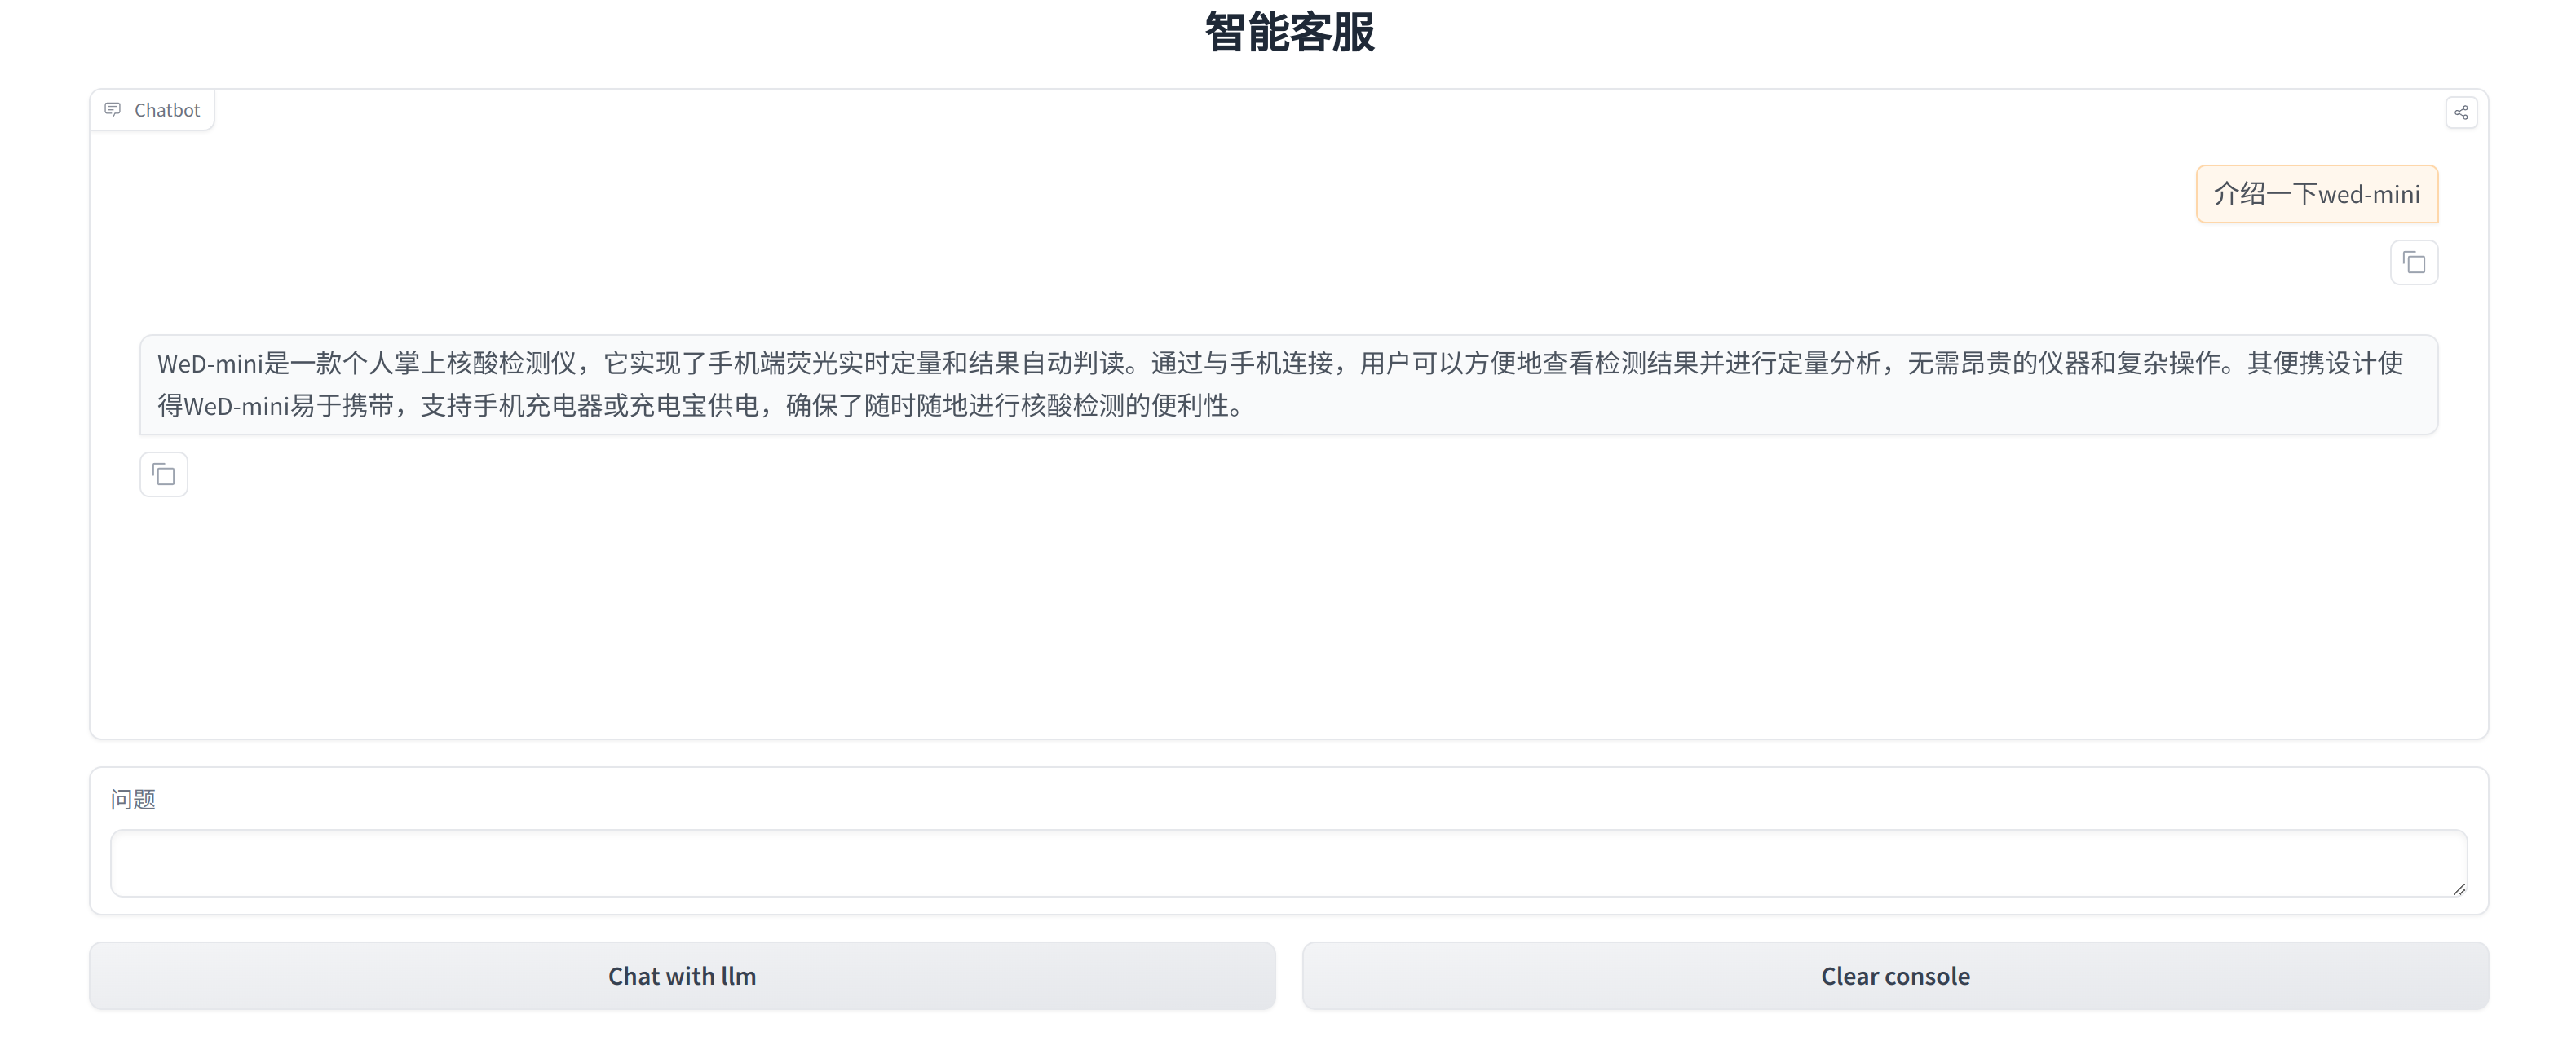 智能客服
Chatbot
介绍一下wed-mini
WeD-mini是一款个人掌上核酸检测仪，它实现了手机端荧光实时定量和结果自动判读。通过与手机连接，用户可以方便地查看检测结果并进行定量分析，无需昂贵的仪器和复杂操作。其便携设计使
得WeD-mini易于携带，支持手机充电器或充电宝供电，确保了随时随地进行核酸检测的便利性。
问题
Chat with llm
Clear console